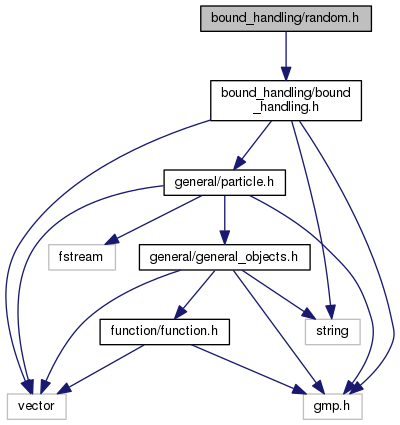 bound_handling/random.h
bound_handling/bound
_handling.h
general/particle.h
fstream
general/general_objects.h
function/function.h
string
vector
gmp.h